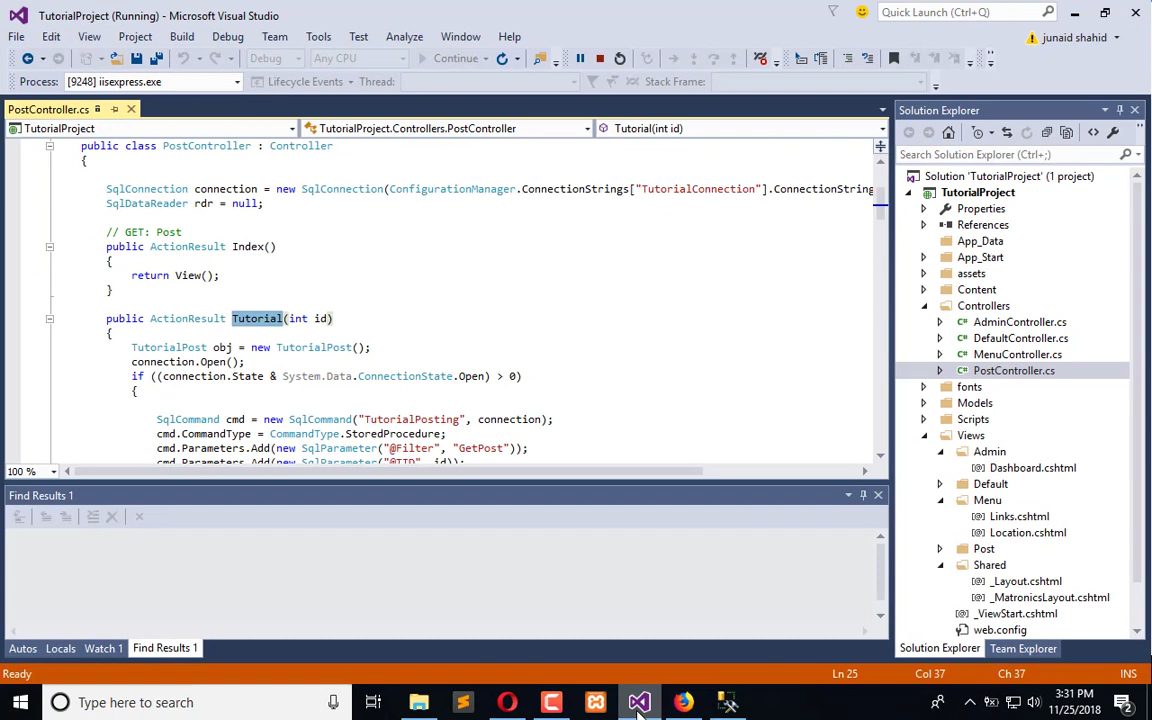 TutorialProject (Running) - Microsoft Visual Studio
Quick Launch (Ctrl+Q)
File Edit View Project Build Debug Team Tools Test Analyze Window Help
junaid shahid
Debug Any CPU Continue
Process: [9248] iisexpress.exe Lifecycle Events Thread: Stack Frame:
PostController.cs
TutorialProject TutorialProject.Controllers.PostController Tutorial(int id)
public class PostController : Controller
{
SqlConnection connection = new SqlConnection(ConfigurationManager.ConnectionStrings["TutorialConnection"].ConnectionString
SqlDataReader rdr = null;
// GET: Post
public ActionResult Index()
{
return View();
}
public ActionResult Tutorial(int id)
{
TutorialPost obj = new TutorialPost();
connection.Open();
if ((connection.State & System.Data.ConnectionState.Open) > 0)
{
SqlCommand cmd = new SqlCommand("TutorialPosting", connection);
cmd.CommandType = CommandType.StoredProcedure;
cmd.Parameters.Add(new SqlParameter("@Filter", "GetPost"));
cmd.Parameters.Add(new SqlParameter("@TID", id));
100 %
Find Results 1
Autos Locals Watch 1 Find Results 1
Solution Explorer
Search Solution Explorer (Ctrl+;)
Solution 'TutorialProject' (1 project)
TutorialProject
Properties
References
App_Data
App_Start
assets
Content
Controllers
C# AdminController.cs
C# DefaultController.cs
C# MenuController.cs
C# PostController.cs
fonts
Models
Scripts
Views
Admin
[@] Dashboard.cshtml
Default
Menu
[@] Links.cshtml
[@] Location.cshtml
Post
Shared
[@] _Layout.cshtml
[@] _MatronicsLayout.cshtml
[@] _ViewStart.cshtml
web.config
Solution Explorer Team Explorer
Ready Ln 25 Col 37 Ch 37 INS
Type here to search
3:31 PM
11/25/2018
2